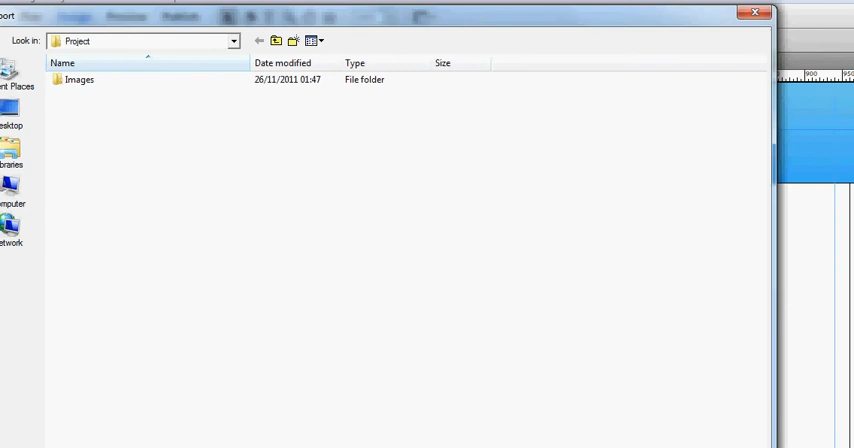 port
Look in: Project
Name Date modified Type Size
Images 26/11/2011 01:47 File folder
nt Places
esktop
braries
omputer
etwork
900
950